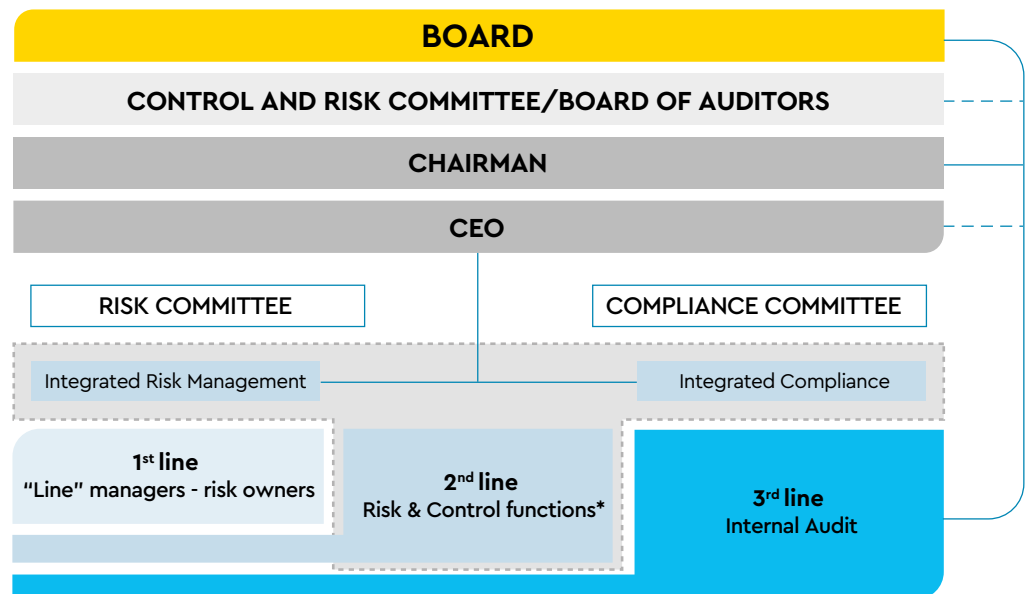 BOARD
CONTROL AND RISK COMMITTEE/BOARD OF AUDITORS
CHAIRMAN
CEO
RISK COMMITTEE
COMPLIANCE COMMITTEE
Integrated Risk Management
Integrated Compliance
1st line
“Line” managers - risk owners
2nd line
Risk & Control functions*
3rd line
Internal Audit